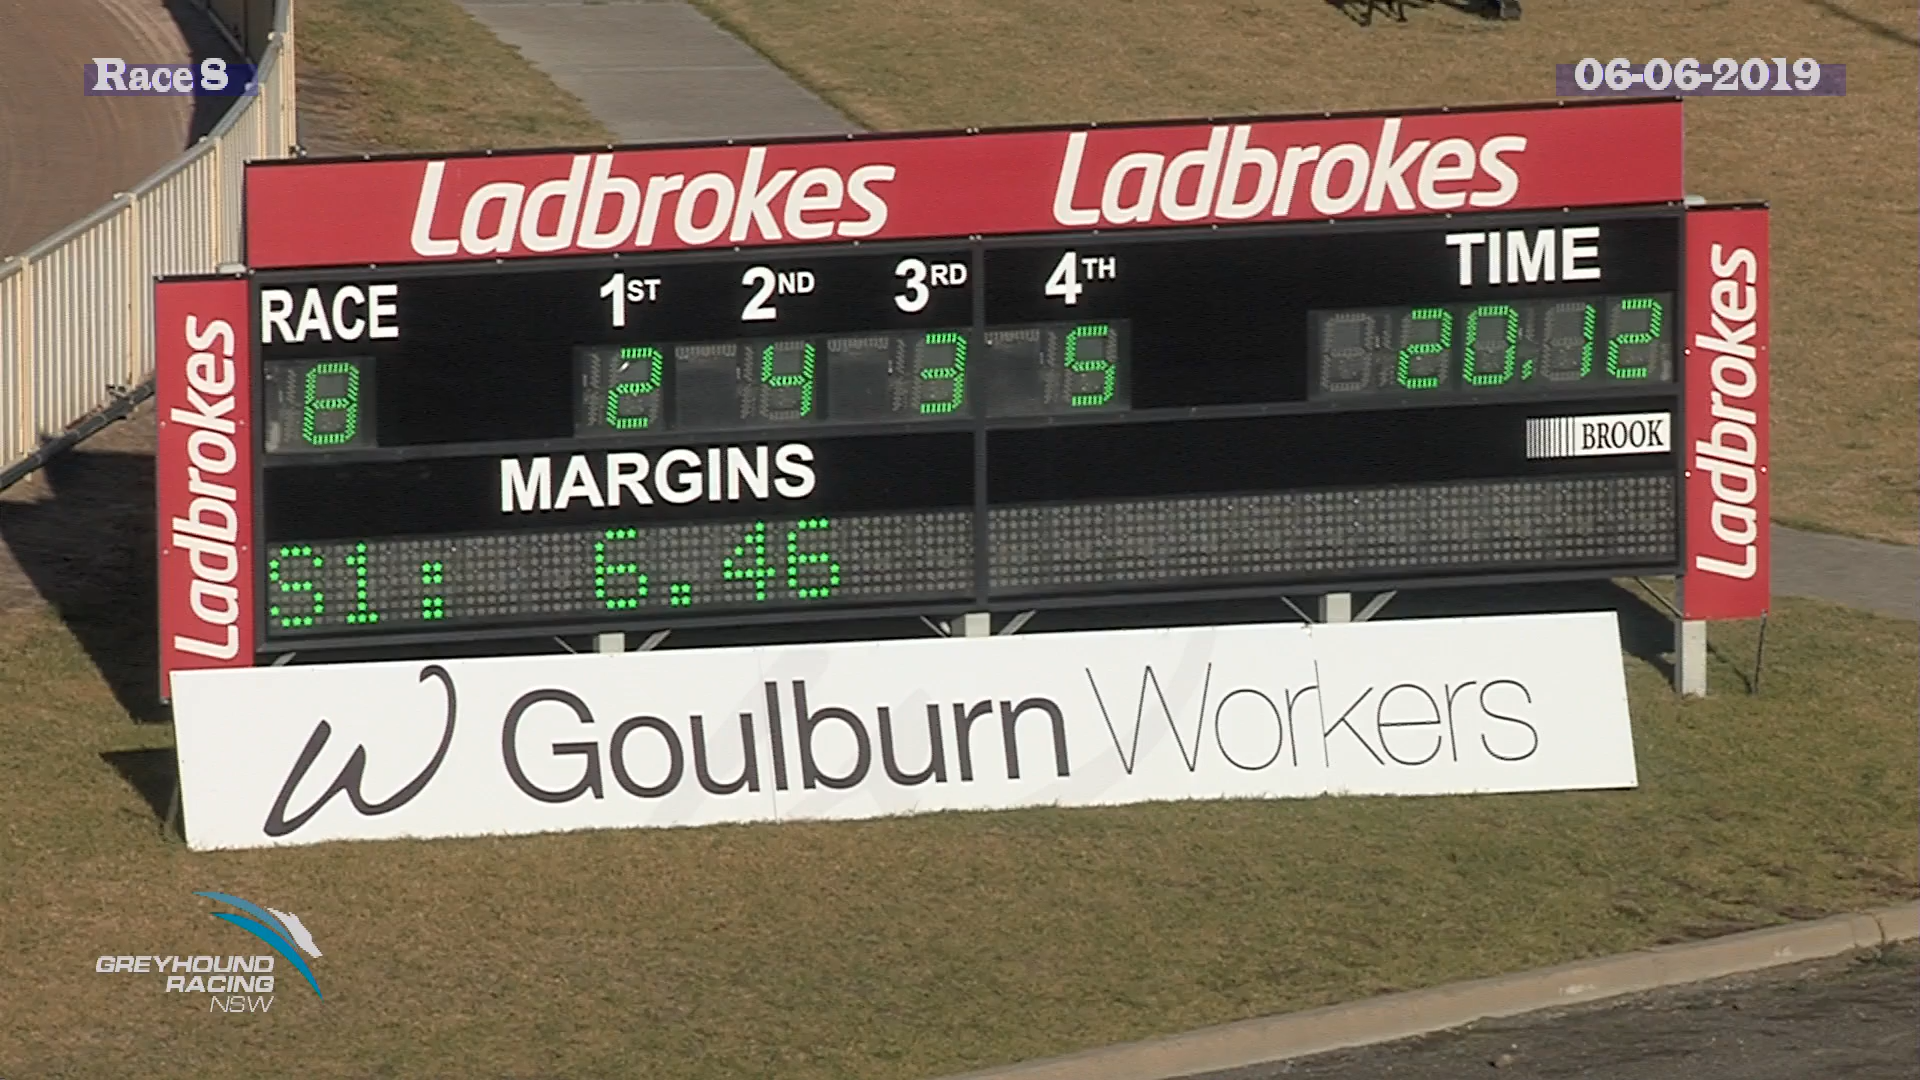 Race 8
06-06-2019
Ladbrokes Ladbrokes
RACE 1ST 2ND 3RD 4TH TIME
8 2 4 3 5 20.12
BROOK
MARGINS
S1: 6.46
Ladbrokes
Ladbrokes
W Goulburn Workers
GREYHOUND
RACING
NSW